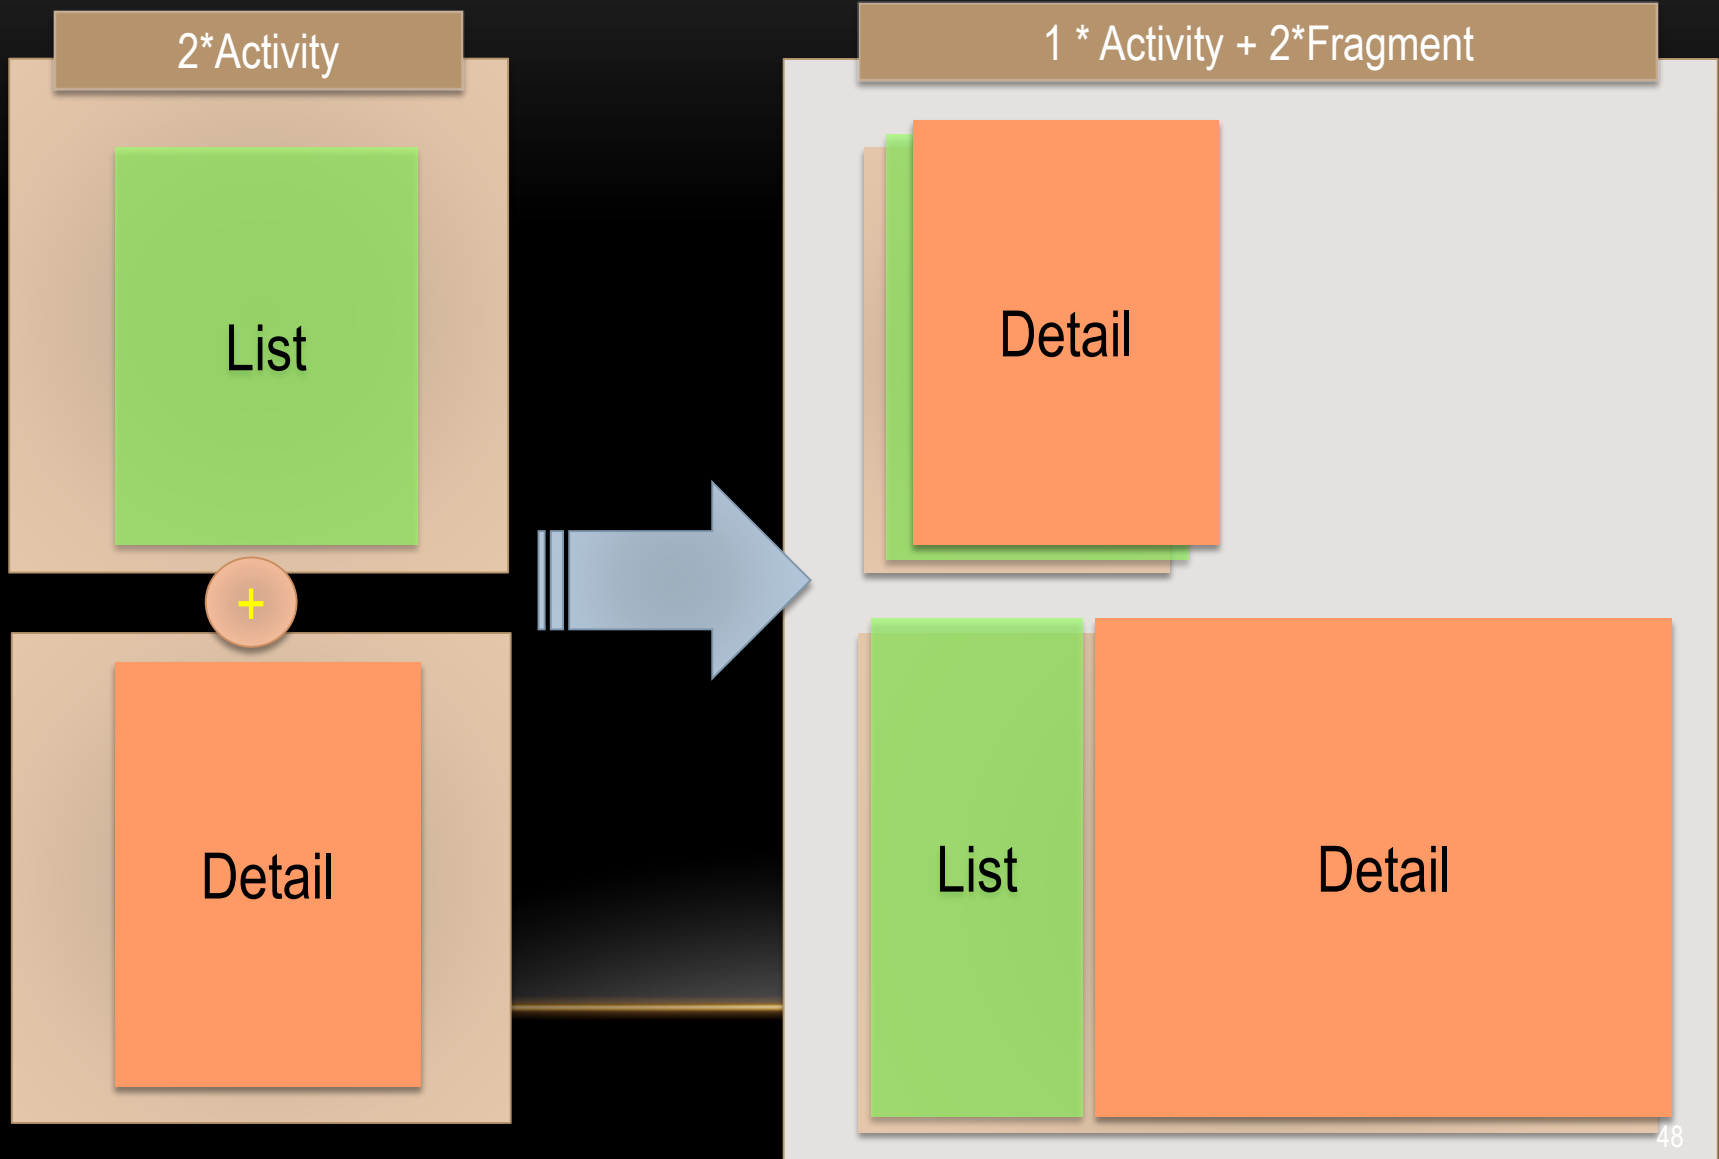 2*Activity
1 * Activity + 2*Fragment
List
+
Detail
Detail
List
Detail
48